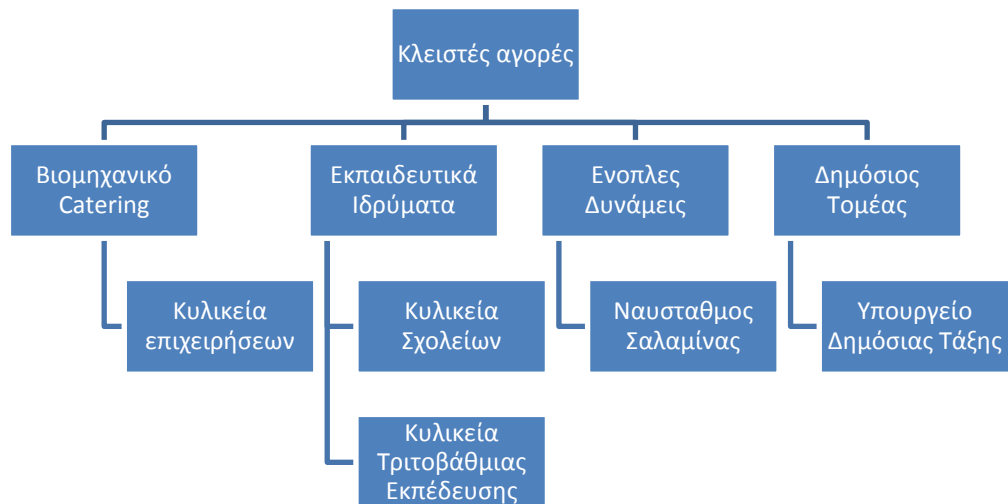 Κλειστές αγορές
Βιομηχανικό
Catering
Εκπαιδευτικά
Ιδρύματα
Ενοπλες
Δυνάμεις
Δημόσιος
Τομέας
Κυλικεία
επιχειρήσεων
Κυλικεία
Σχολείων
Ναυσταθμος
Σαλαμίνας
Υπουργείο
Δημόσιας Τάξης
Κυλικεία
Τριτοβάθμιας
Εκπέδευσης